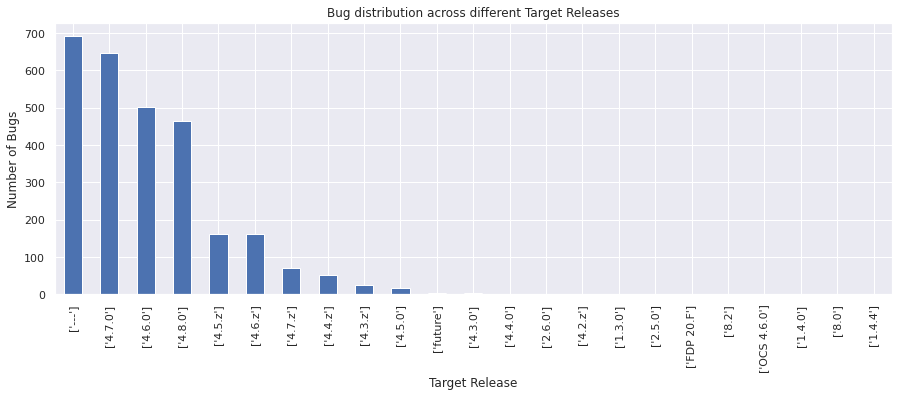 Bug distribution across different Target Releases
Number of Bugs
700
600
500
400
300
200
100
0
['---']
['4.7.0']
['4.6.0']
['4.8.0']
['4.5.z']
['4.6.z']
['4.7.z']
['4.4.z']
['4.3.z']
['4.5.0']
['future']
['4.3.0']
['4.4.0']
['2.6.0']
['4.2.z']
['1.3.0']
['2.5.0']
['FDP 20.F']
['8.2']
['OCS 4.6.0']
['1.4.0']
['8.0']
['1.4.4']
Target Release